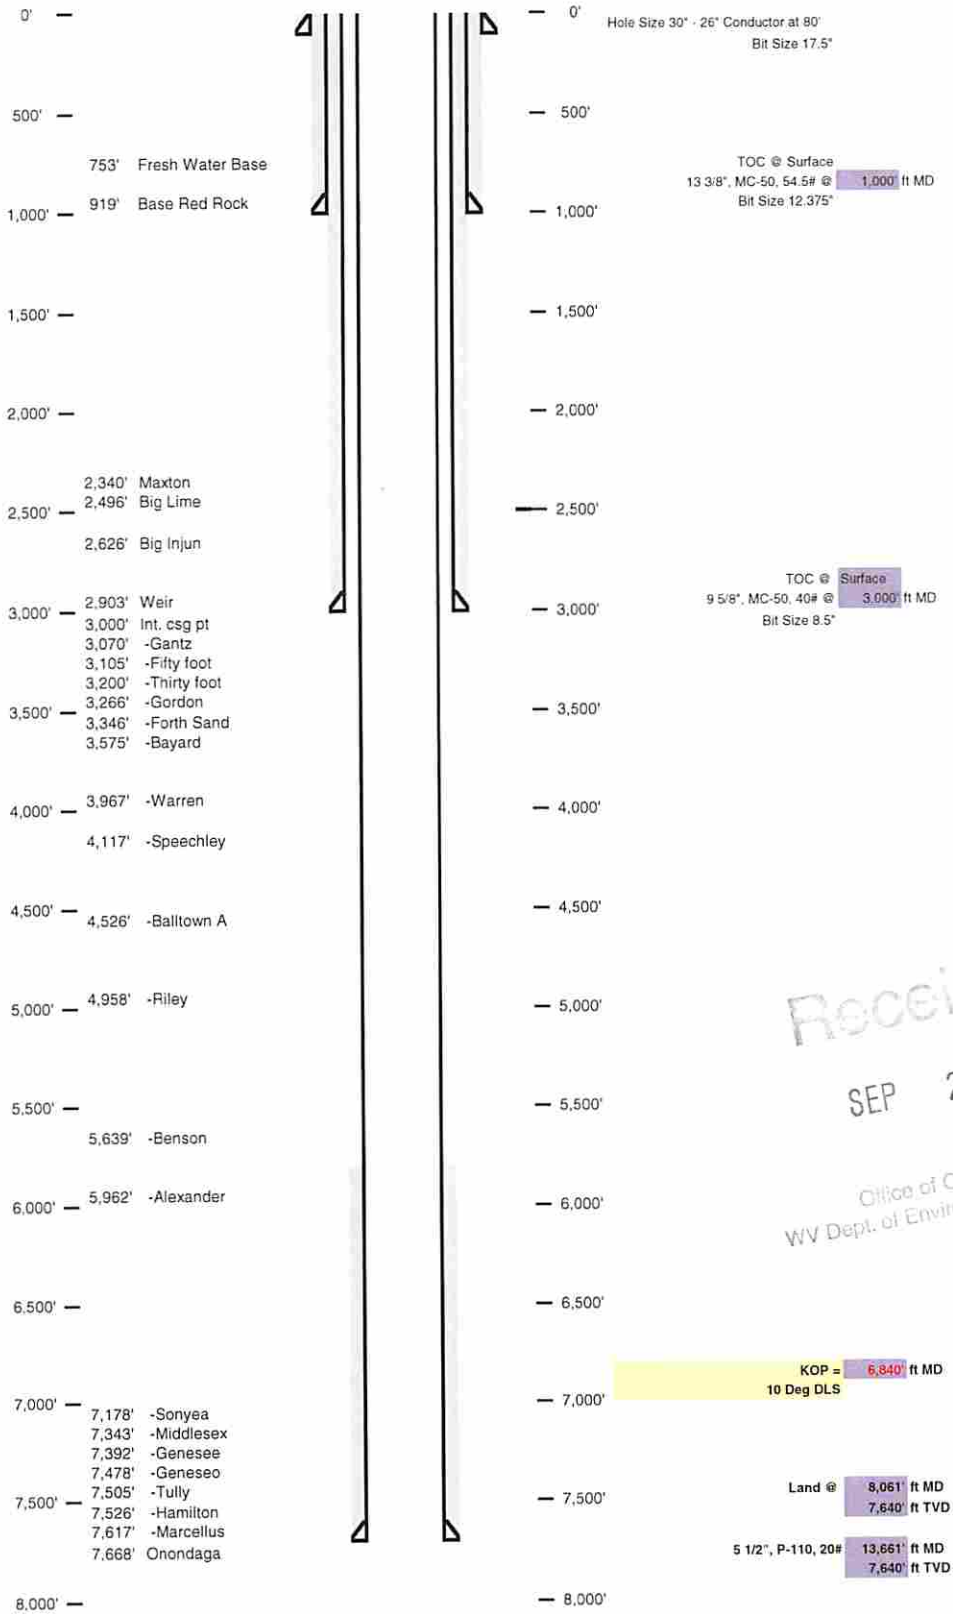 0'
0'
Hole Size 30" - 26" Conductor at 80'
Bit Size 17.5"
500'
500'
753' Fresh Water Base
TOC @ Surface
13 3/8", MC-50, 54.5# @ 1,000' ft MD
919' Base Red Rock
Bit Size 12.375"
1,000'
1,000'
1,500'
1,500'
2,000'
2,000'
2,340' Maxton
2,496' Big Lime
2,500'
2,500'
2,626' Big Injun
TOC @ Surface
2,903' Weir
9 5/8", MC-50, 40# @ 3,000' ft MD
3,000'
3,000'
3,000' Int. csg pt
Bit Size 8.5"
3,070' -Gantz
3,105' -Fifty foot
3,200' -Thirty foot
3,266' -Gordon
3,500'
3,500'
3,346' -Forth Sand
3,575' -Bayard
3,967' -Warren
4,000'
4,000'
4,117' -Speechley
4,500'
4,500'
4,526' -Balltown A
4,958' -Riley
5,000'
5,000'
Recei
SEP 2
5,500'
5,500'
5,639' -Benson
5,962' -Alexander
6,000'
6,000'
Office of
WV Dept. of Envir
6,500'
6,500'
KOP = 6,840' ft MD
10 Deg DLS
7,000'
7,000'
7,178' -Sonyea
7,343' -Middlesex
7,392' -Genesee
7,478' -Geneseo
Land @ 8,061' ft MD
7,640' ft TVD
7,505' -Tully
7,500'
7,500'
7,526' -Hamilton
7,617' -Marcellus
7,668' Onondaga
5 1/2", P-110, 20# 13,661' ft MD
7,640' ft TVD
8,000'
8,000'